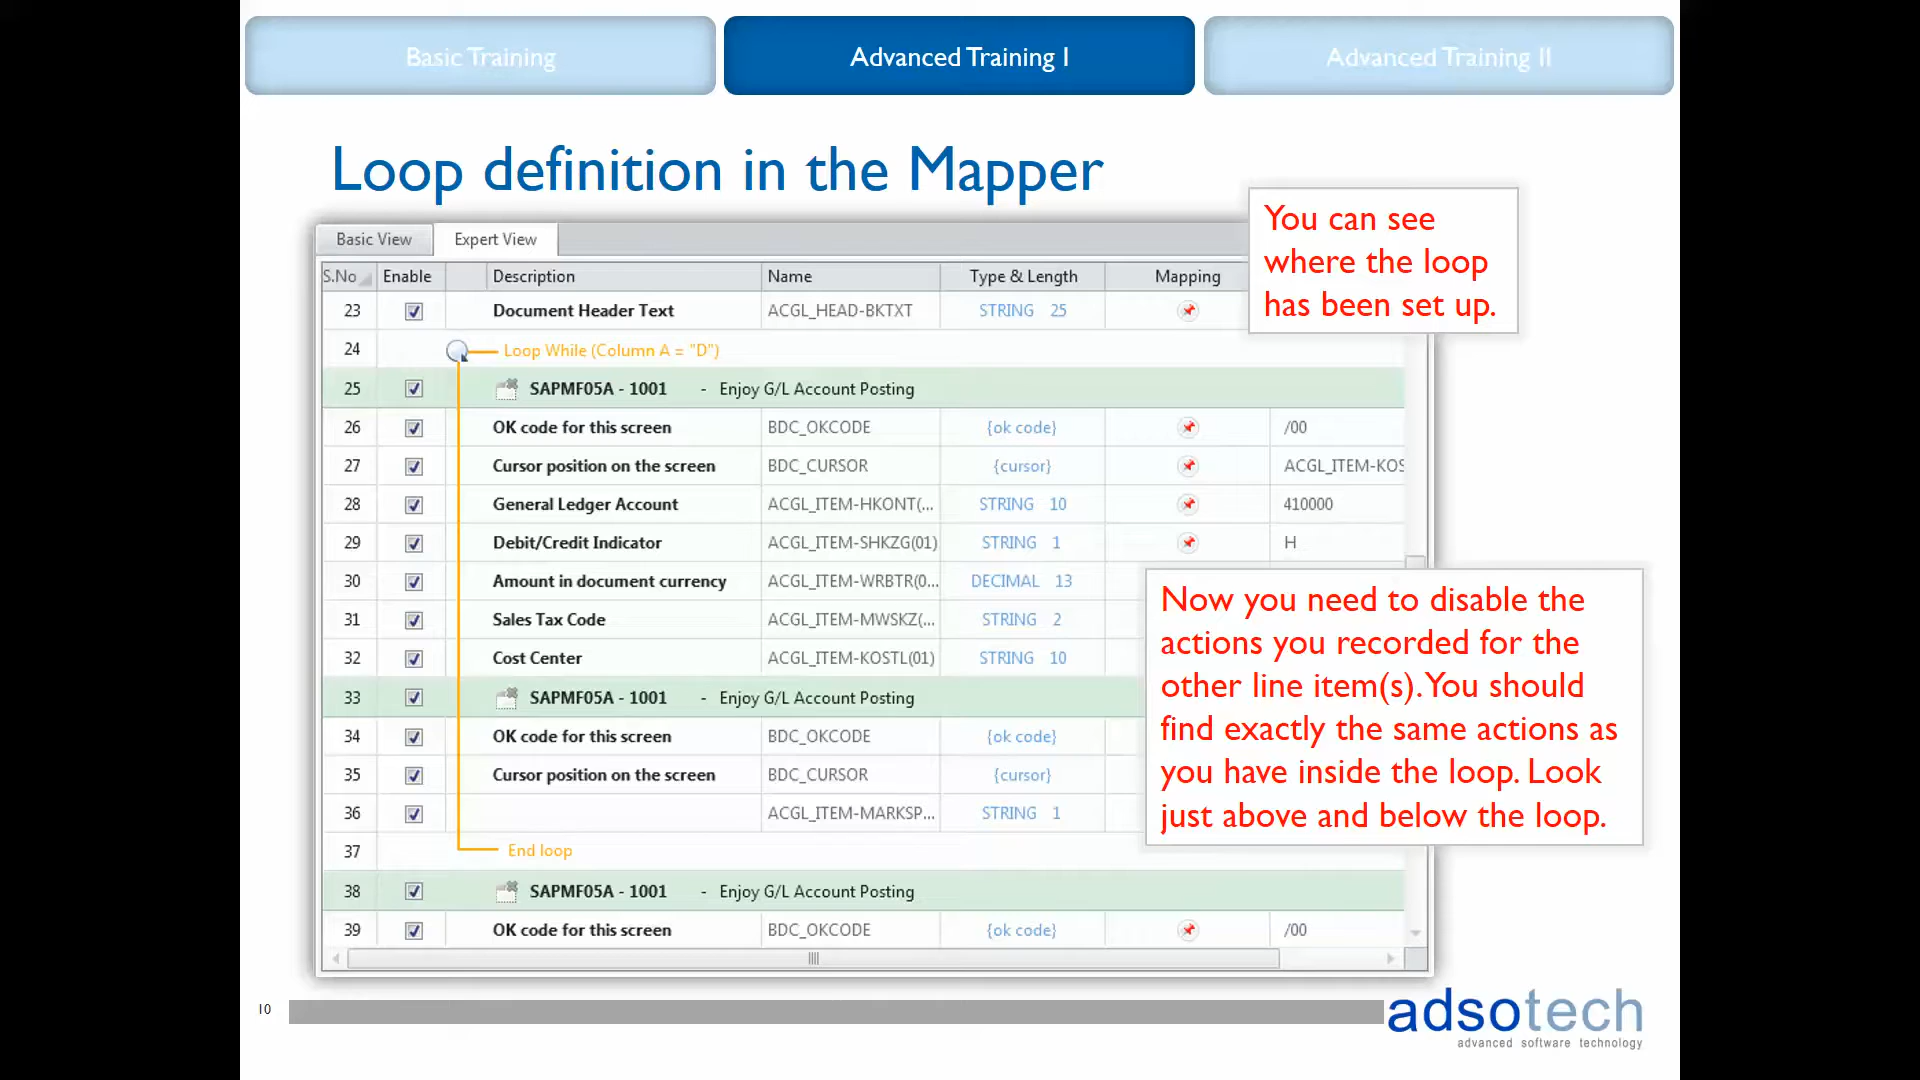 Basic Training
Advanced Training I
Advanced Training II
Loop definition in the Mapper
You can see
where the loop
has been set up.
Basic View Expert View
S.No Enable Description Name Type & Length Mapping
23 Document Header Text ACGL_HEAD-BKTXT STRING 25
24 Loop While (Column A = "D")
25 SAPMF05A - 1001 - Enjoy G/L Account Posting
26 OK code for this screen BDC_OKCODE {ok code} /00
27 Cursor position on the screen BDC_CURSOR {cursor} ACGL_ITEM-KOS
28 General Ledger Account ACGL_ITEM-HKONT(... STRING 10 410000
29 Debit/Credit Indicator ACGL_ITEM-SHKZG(01) STRING 1 H
30 Amount in document currency ACGL_ITEM-WRBTR(0... DECIMAL 13
31 Sales Tax Code ACGL_ITEM-MWSKZ(... STRING 2
32 Cost Center ACGL_ITEM-KOSTL(01) STRING 10
33 SAPMF05A - 1001 - Enjoy G/L Account Posting
34 OK code for this screen BDC_OKCODE {ok code}
35 Cursor position on the screen BDC_CURSOR {cursor}
36 ACGL_ITEM-MARKSP... STRING 1
37 End loop
38 SAPMF05A - 1001 - Enjoy G/L Account Posting
39 OK code for this screen BDC_OKCODE {ok code} /00
Now you need to disable the
actions you recorded for the
other line item(s). You should
find exactly the same actions as
you have inside the loop. Look
just above and below the loop.
10
adsotech
advanced software technology